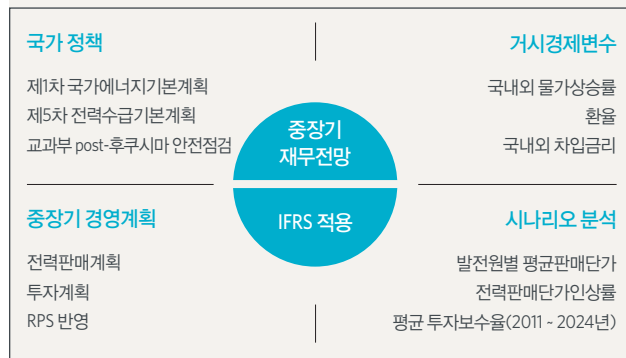 국가 정책
제1차 국가에너지기본계획
제5차 전력수급기본계획
교과부 post-후쿠시마 안전점검
거시경제변수
국내외 물가상승률
환율
국내외 차입금리
중장기
재무전망
IFRS 적용
중장기 경영계획
전력판매계획
투자계획
RPS 반영
시나리오 분석
발전원별 평균판매단가
전력판매단가인상률
평균 투자보수율(2011 ~ 2024년)